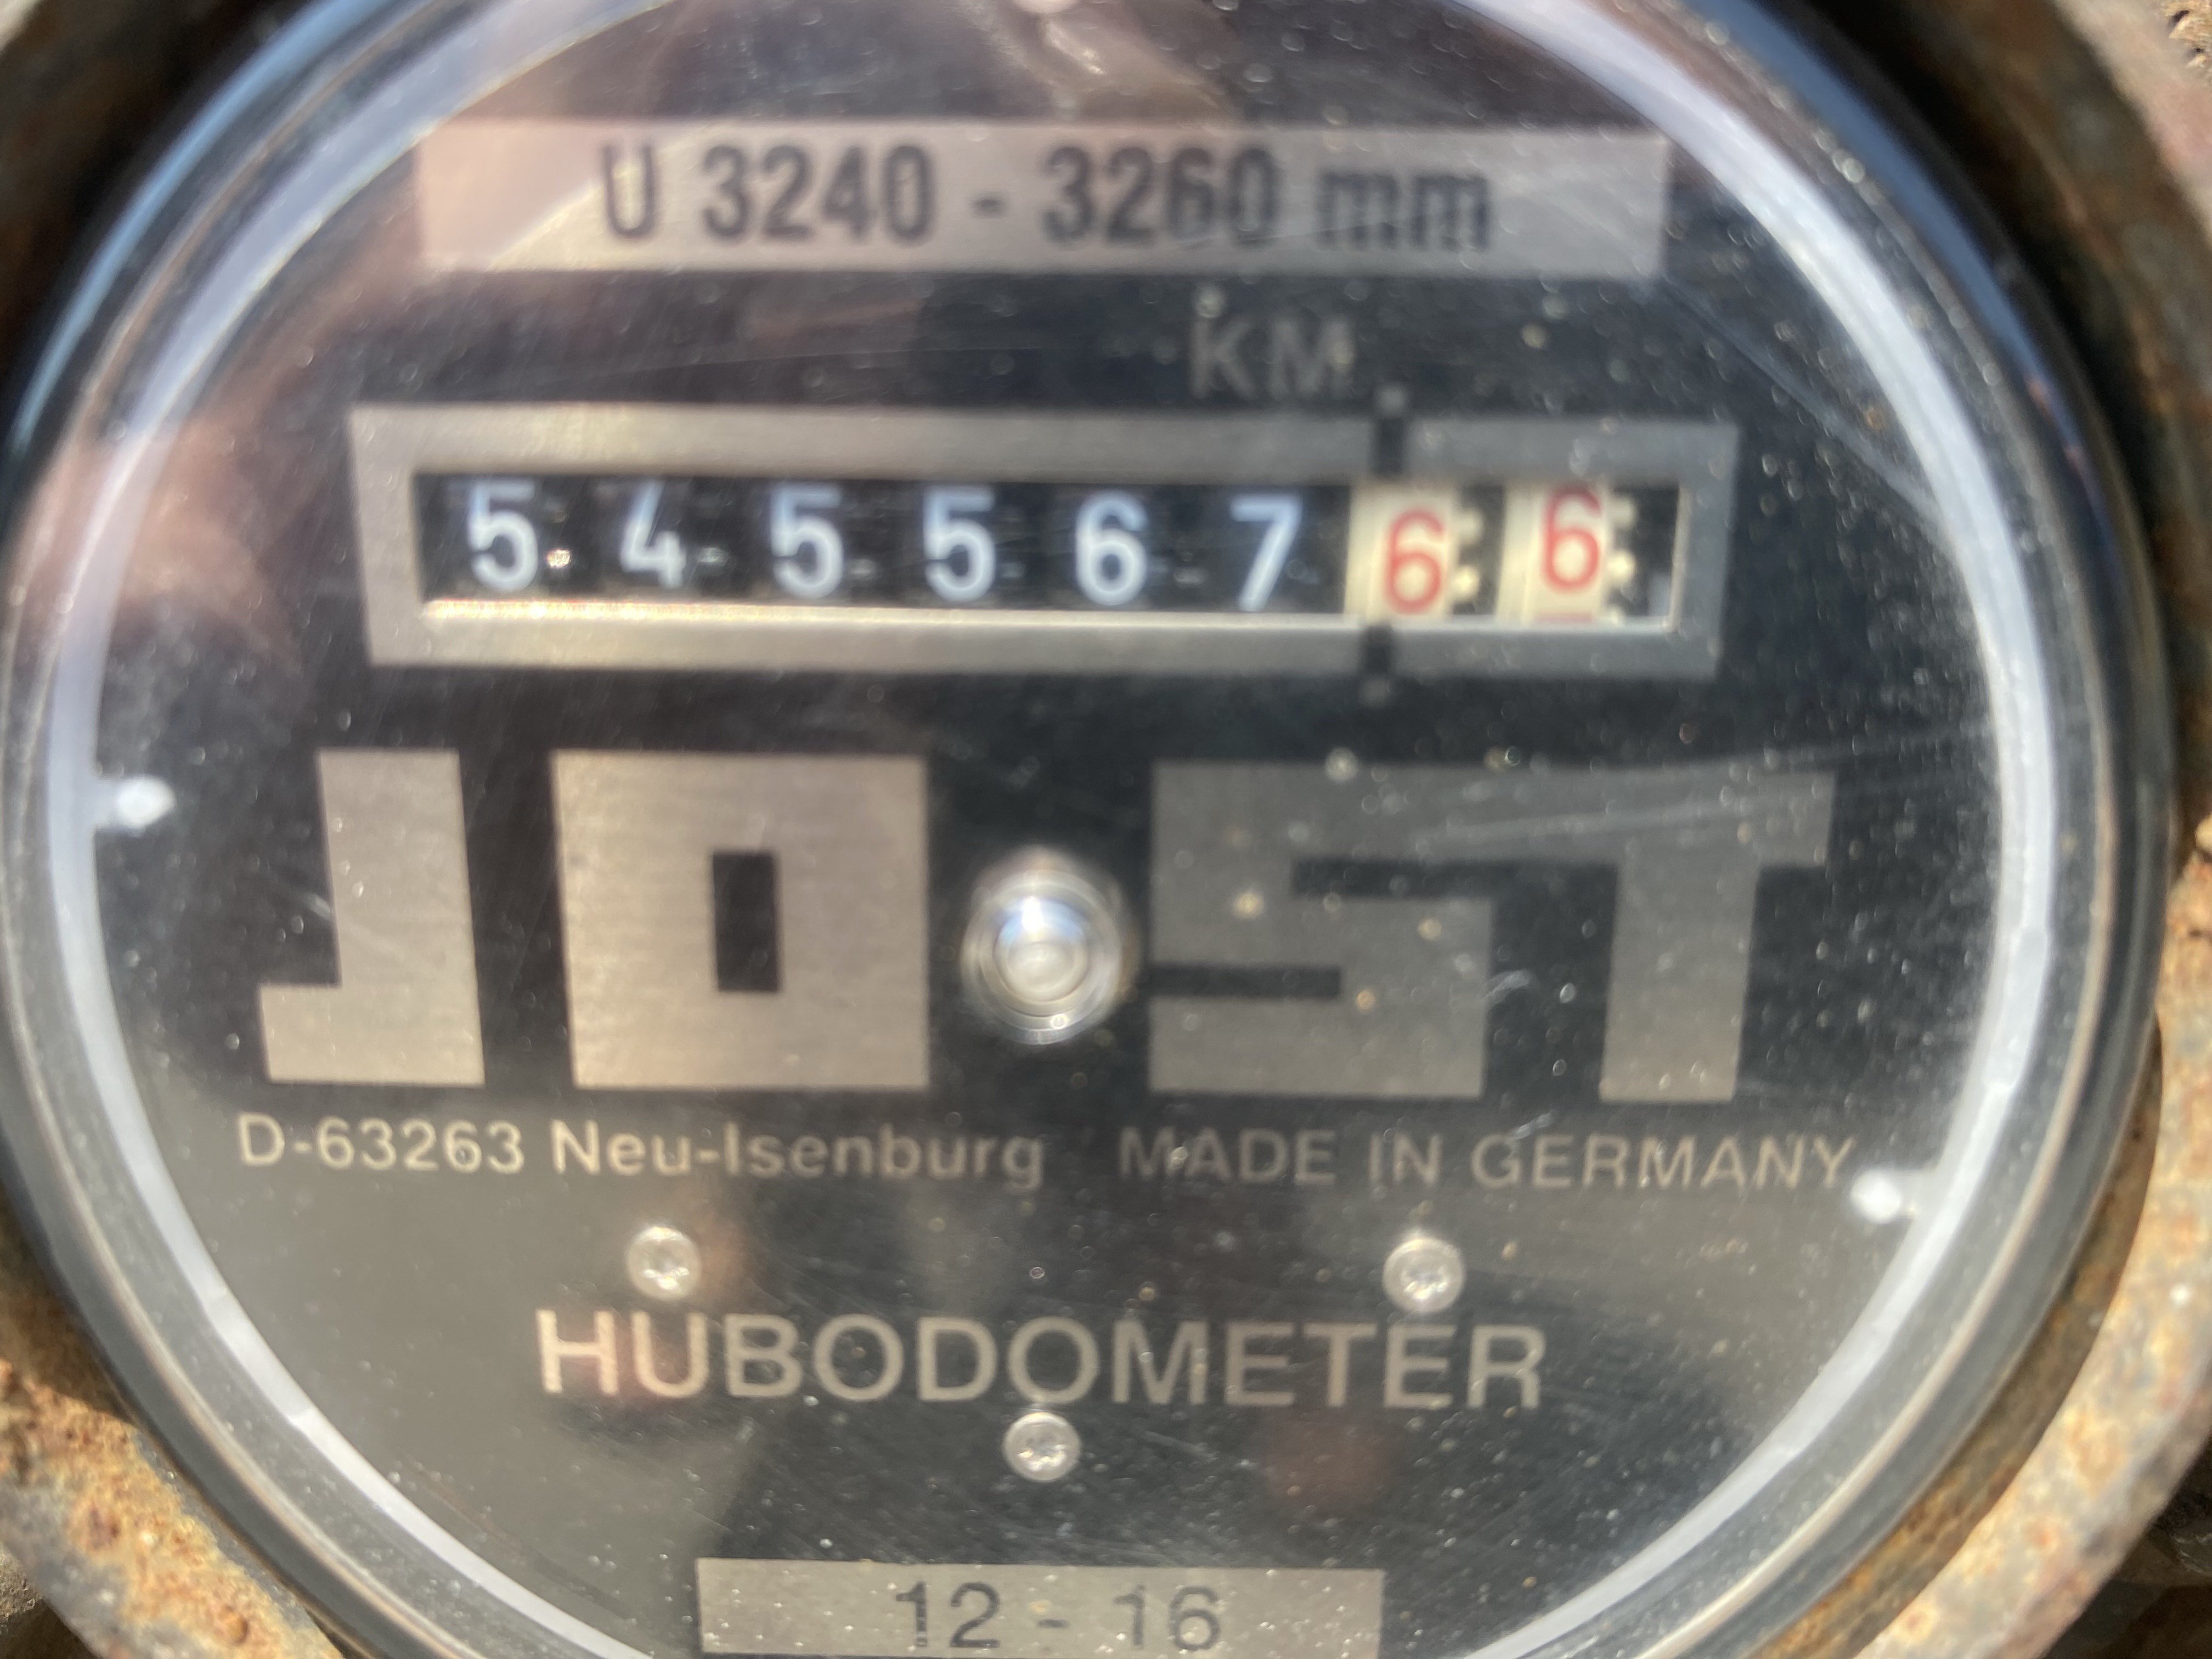 U 3240 - 3260 mm
KM
5 4 5 5 6 7 6 6
JOST
D-63263 Neu-Isenburg MADE IN GERMANY
HUBODOMETER
12 - 16